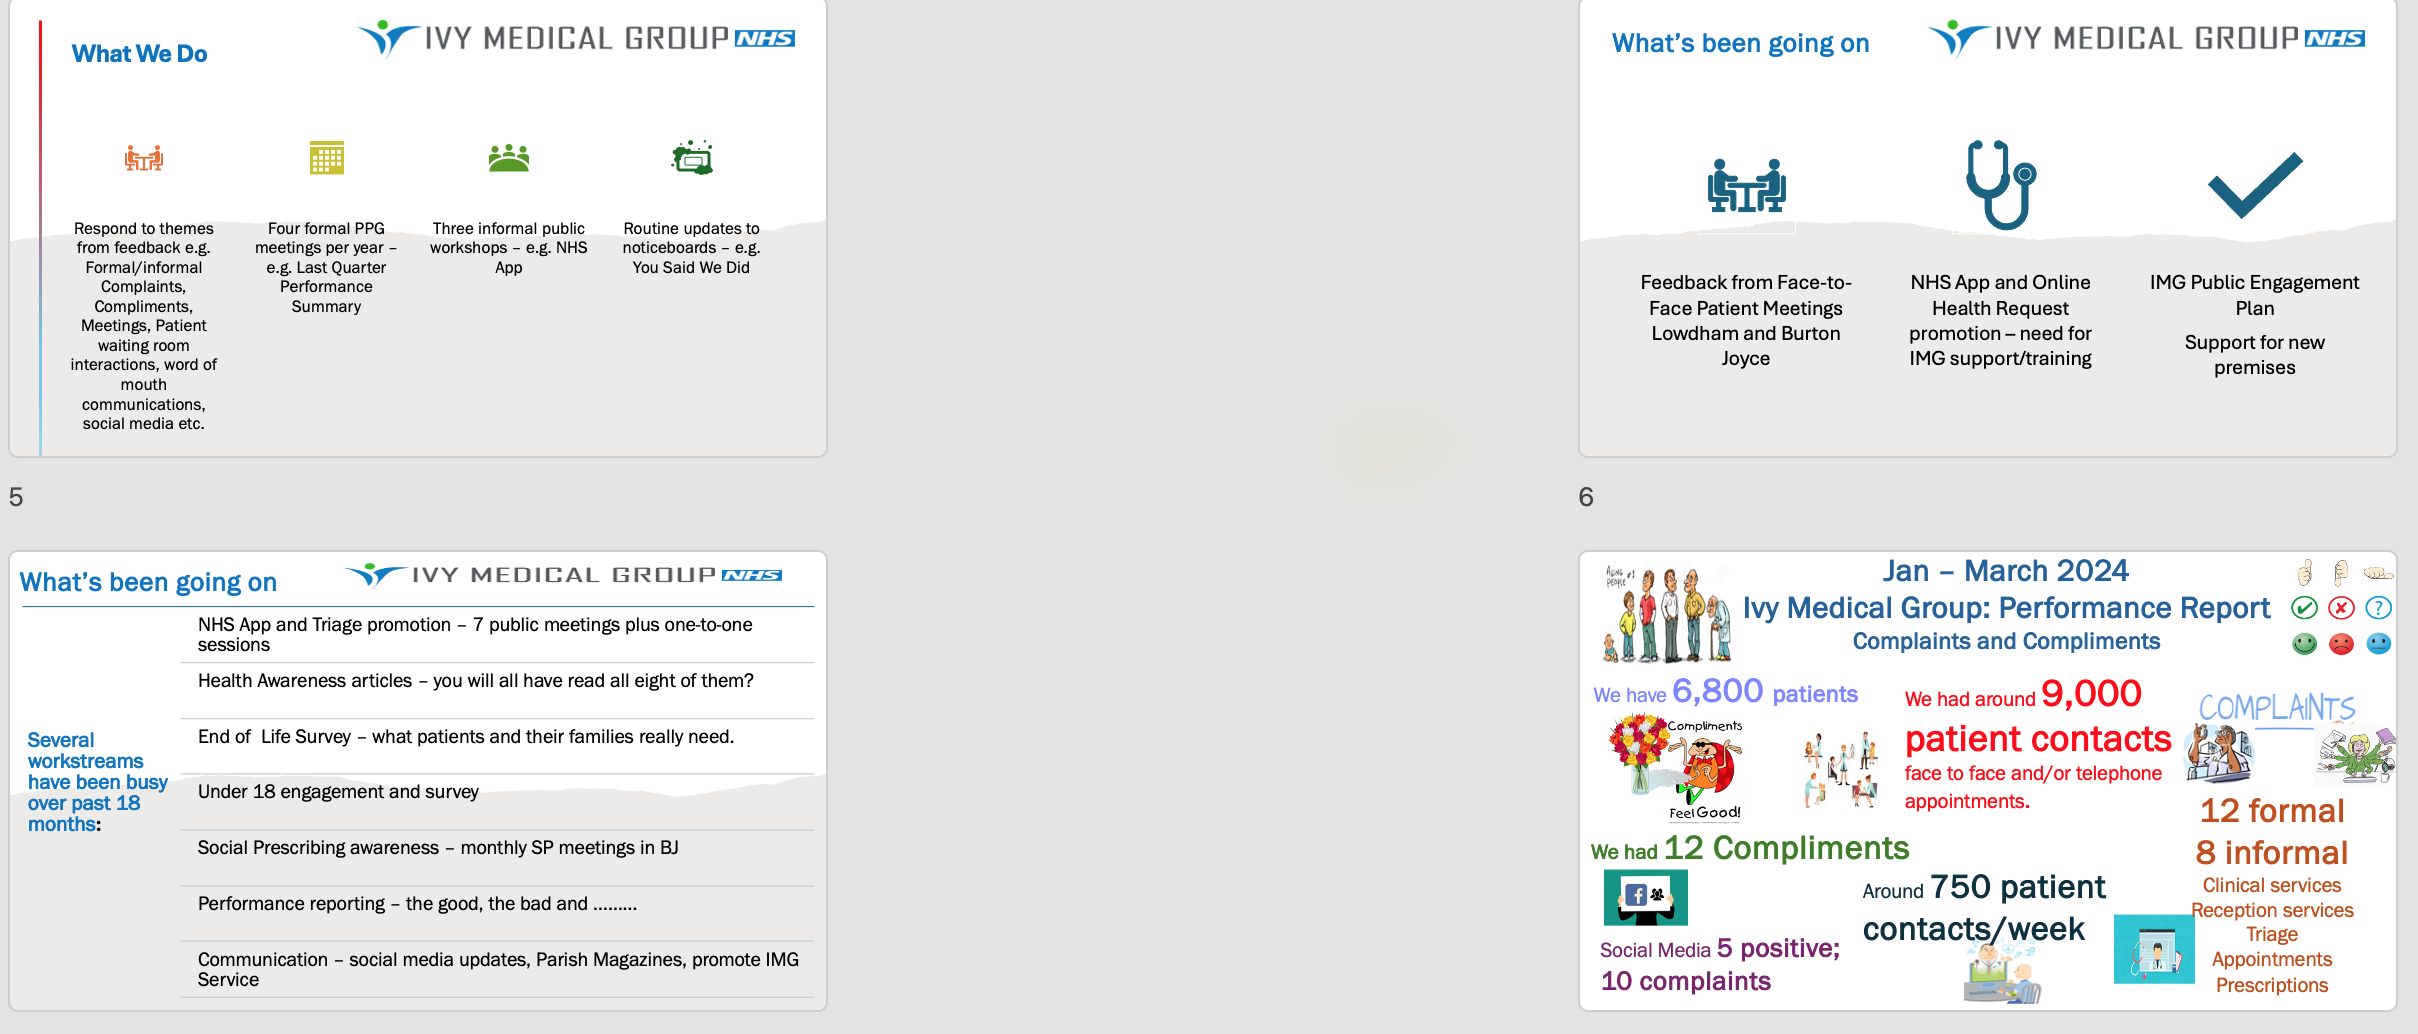 What We Do
IVY MEDICAL GROUP NHS
Respond to themes
from feedback e.g.
Formal/informal
Complaints,
Compliments,
Meetings, Patient
waiting room
interactions, word of
mouth
communications,
social media etc.
Four formal PPG
meetings per year –
e.g. Last Quarter
Performance
Summary
Three informal public
workshops – e.g. NHS
App
Routine updates to
noticeboards – e.g.
You Said We Did
What's been going on
IVY MEDICAL GROUP NHS
Feedback from Face-to-
Face Patient Meetings
Lowdham and Burton
Joyce
NHS App and Online
Health Request
promotion – need for
IMG support/training
IMG Public Engagement
Plan
Support for new
premises
5
6
What's been going on
IVY MEDICAL GROUP NHS
Several
workstreams
have been busy
over past 18
months:
NHS App and Triage promotion – 7 public meetings plus one-to-one
sessions
Health Awareness articles – you will all have read all eight of them?
End of  Life Survey – what patients and their families really need.
Under 18 engagement and survey
Social Prescribing awareness – monthly SP meetings in BJ
Performance reporting – the good, the bad and .........
Communication – social media updates, Parish Magazines, promote IMG
Service
AGING
PEOPLE #1
Jan – March 2024
Ivy Medical Group: Performance Report
Complaints and Compliments
?
We have 6,800 patients
Compliments
Feel Good!
We had around 9,000
patient contacts
face to face and/or telephone
appointments.
COMPLAINTS
12 formal
8 informal
Clinical services
Reception services
Triage
Appointments
Prescriptions
We had 12 Compliments
f
Social Media 5 positive;
10 complaints
Around 750 patient
contacts/week